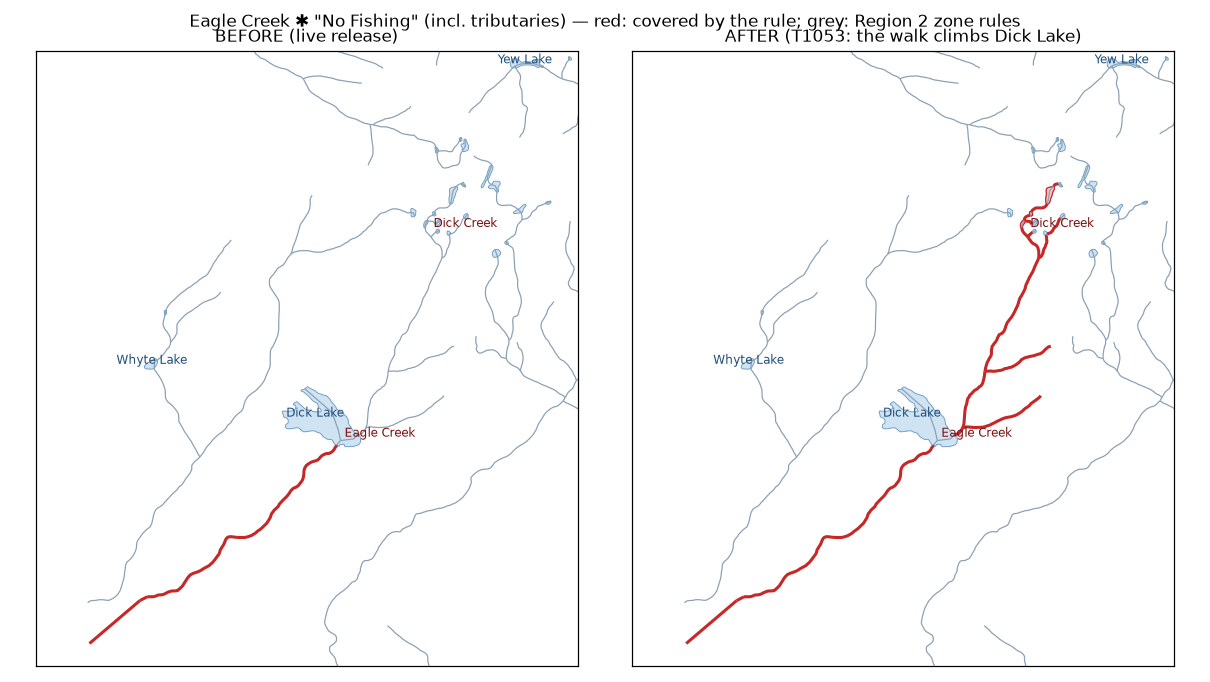 Eagle Creek ✱ "No Fishing" (incl. tributaries) — red: covered by the rule; grey: Region 2 zone rules
BEFORE (live release)
Yew Lake
Dick Creek
Whyte Lake
Dick Lake
Eagle Creek
AFTER (T1053: the walk climbs Dick Lake)
Yew Lake
Dick Creek
Whyte Lake
Dick Lake
Eagle Creek